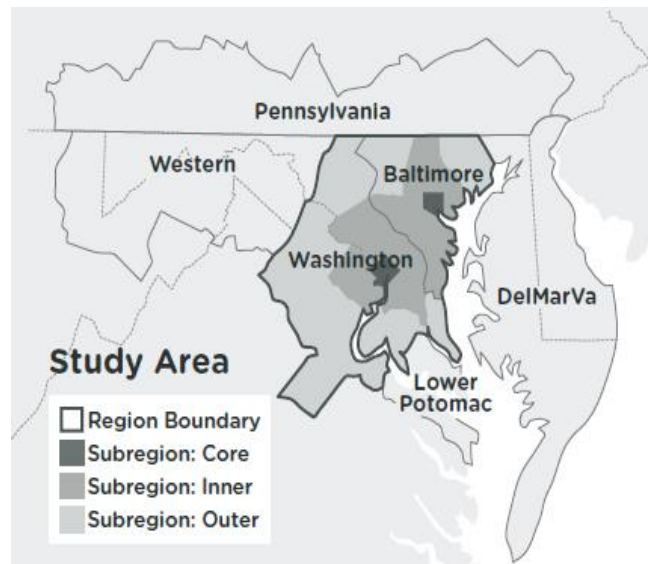 Pennsylvania
Western
Baltimore
Washington
DelMarVa
Study Area
Lower
Potomac
Region Boundary
Subregion: Core
Subregion: Inner
Subregion: Outer